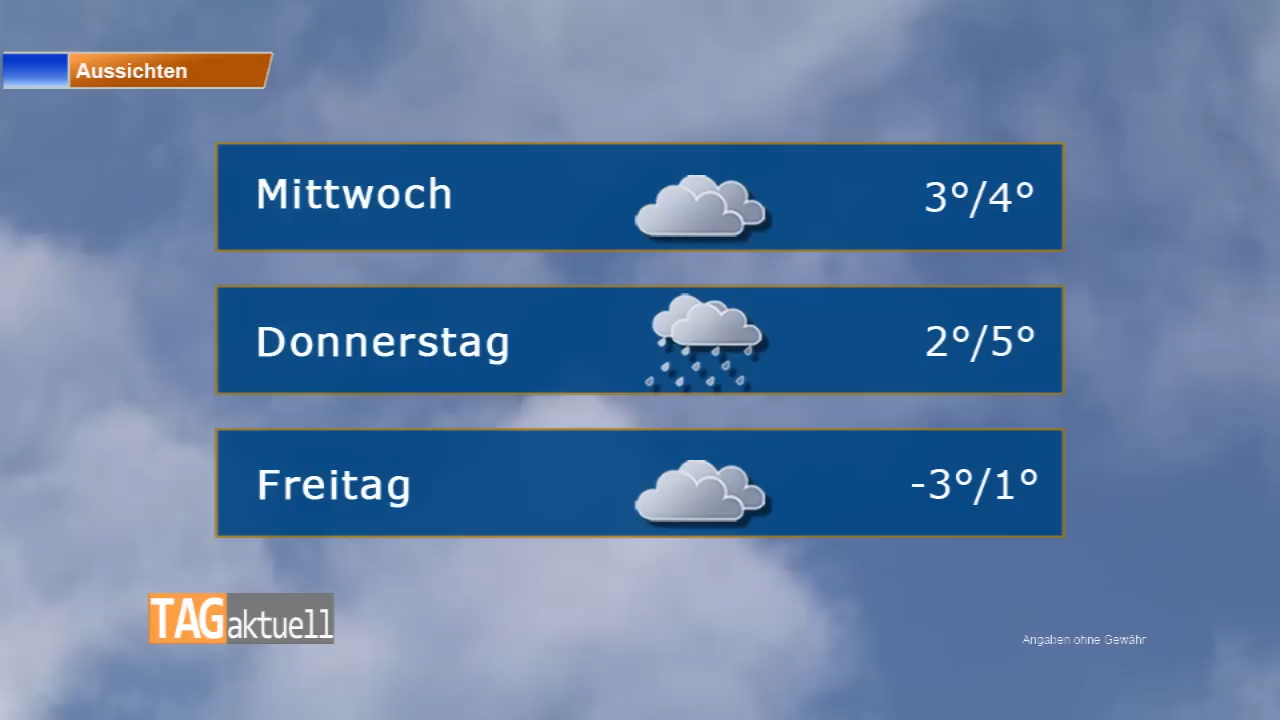 Aussichten
Mittwoch 3°/4°
Donnerstag 2°/5°
Freitag -3°/1°
TAGaktuell
Angaben ohne Gewähr